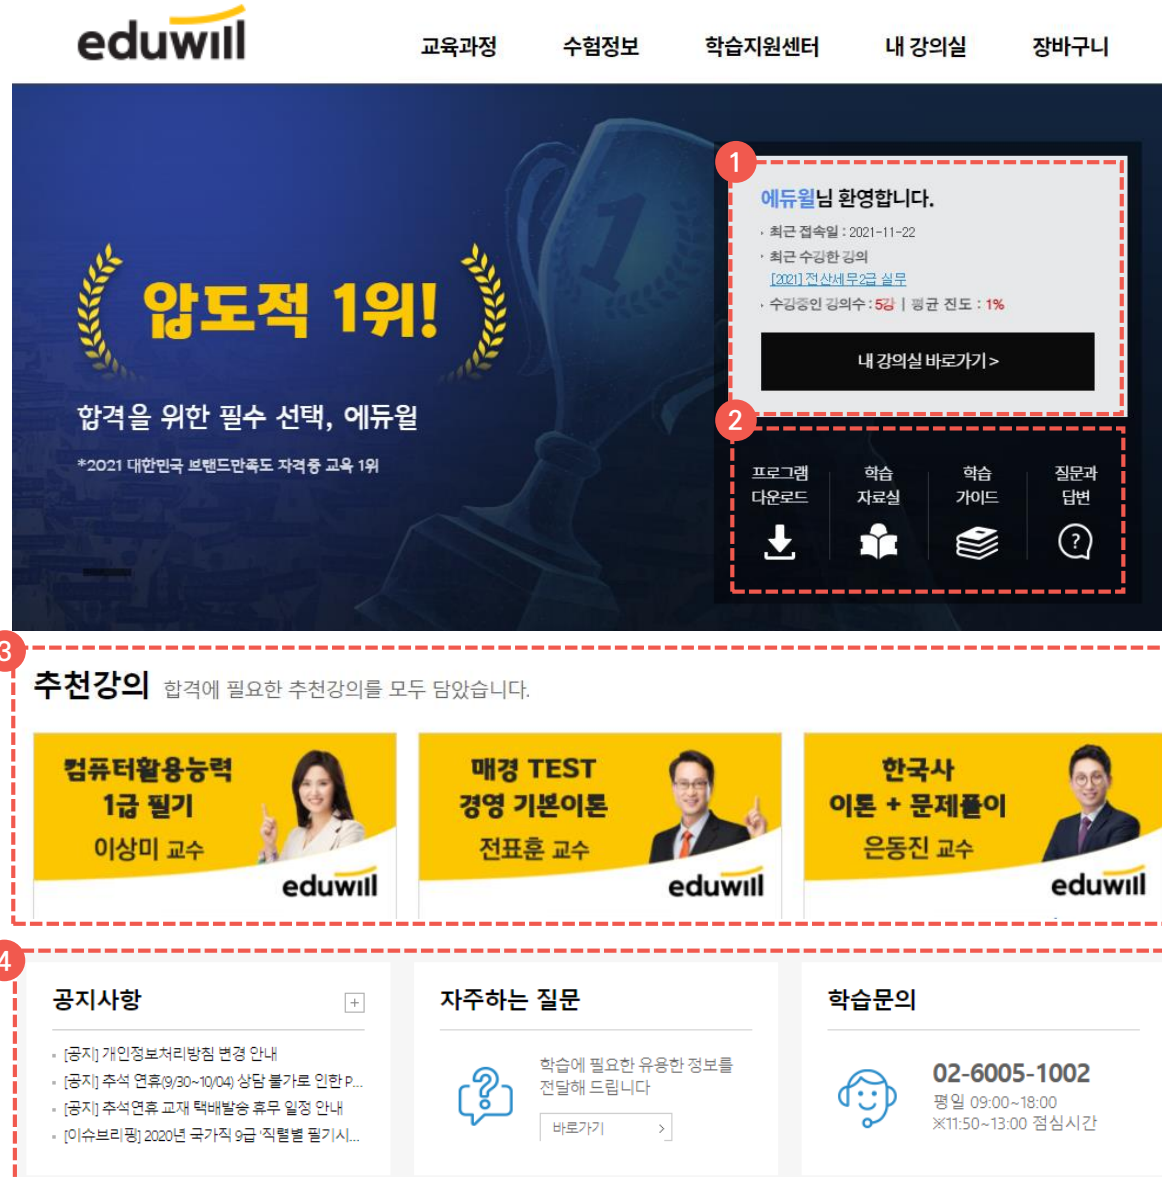 eduwill
교육과정 수험정보 학습지원센터 내 강의실 장바구니
압도적 1위!
합격을 위한 필수 선택, 에듀윌
*2021 대한민국 브랜드만족도 자격증 교육 1위
1
에듀윌님 환영합니다.
최근 접속일 : 2021-11-22
최근 수강한 강의
[2021] 전산세무2급 실무
수강중인 강의수 : 5강 | 평균 진도 : 1%
내 강의실 바로가기 >
2
프로그램 다운로드
학습 자료실
학습 가이드
질문과 답변
3
추천강의 합격에 필요한 추천강의를 모두 담았습니다.
컴퓨터활용능력
1급 필기
이상미 교수
eduwill
매경 TEST
경영 기본이론
전표훈 교수
eduwill
한국사
이론 + 문제풀이
은동진 교수
eduwill
4
공지사항
[공지] 개인정보처리방침 변경 안내
[공지] 추석 연휴(9/30~10/04) 상담 불가로 인한 P...
[공지] 추석연휴 교재 택배발송 휴무 일정 안내
[이슈브리핑] 2020년 국가직 9급 '직렬별 필기시...
자주하는 질문
학습에 필요한 유용한 정보를
전달해 드립니다
바로가기 >
학습문의
02-6005-1002
평일 09:00~18:00
※11:50~13:00 점심시간